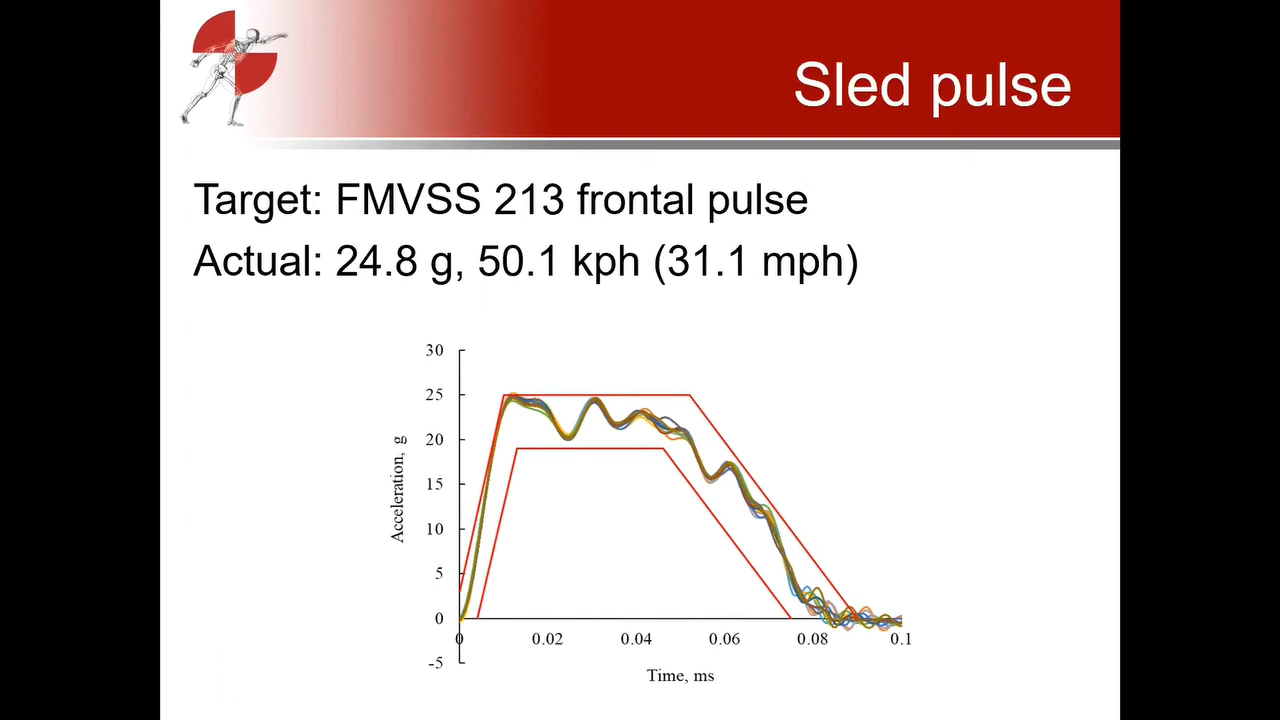 Sled pulse
Target: FMVSS 213 frontal pulse
Actual: 24.8 g, 50.1 kph (31.1 mph)
30
25
20
15
10
5
0
-5
Acceleration, g
0 0.02 0.04 0.06 0.08 0.1
Time, ms